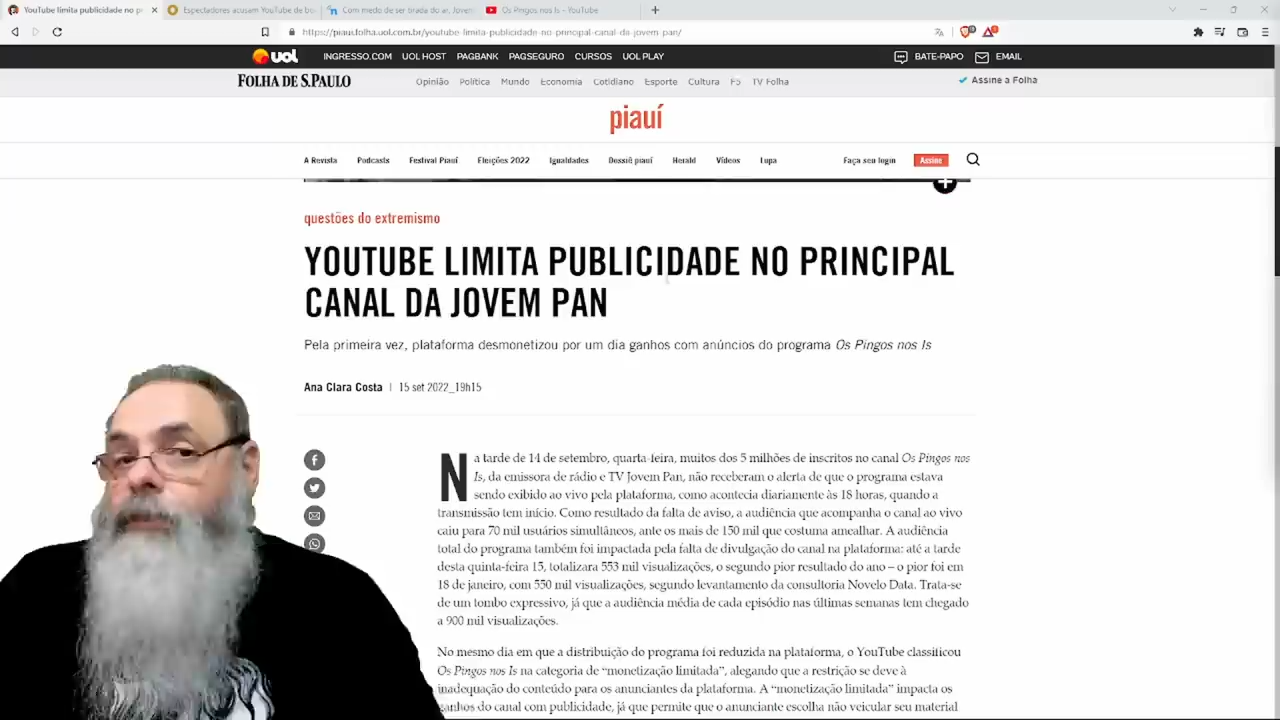 YouTube limita publicidade no p
Espectadores acusam YouTube de bo
Com medo de ser tirada do ar, Jovem
Os Pingos nos Is - YouTube
https://piaui.folha.uol.com.br/youtube-limita-publicidade-no-principal-canal-da-jovem-pan/
UOL INGRESSO.COM UOL HOST PAGBANK PAGSEGURO CURSOS UOL PLAY BATE-PAPO EMAIL
FOLHA DE S.PAULO Opinião Política Mundo Economia Cotidiano Esporte Cultura F5 TV Folha Assine a Folha
piauí
A Revista Podcasts Festival Piauí Eleições 2022 Igualdades Dossiê piauí Herald Vídeos Lupa Faça seu login Assine
questões do extremismo
YOUTUBE LIMITA PUBLICIDADE NO PRINCIPAL
CANAL DA JOVEM PAN
Pela primeira vez, plataforma desmonetizou por um dia ganhos com anúncios do programa Os Pingos nos Is
Ana Clara Costa | 15 set 2022_19h15
Na tarde de 14 de setembro, quarta-feira, muitos dos 5 milhões de inscritos no canal Os Pingos nos
Is, da emissora de rádio e TV Jovem Pan, não receberam o alerta de que o programa estava
sendo exibido ao vivo pela plataforma, como acontecia diariamente às 18 horas, quando a
transmissão tem início. Como resultado da falta de aviso, a audiência que acompanha o canal ao vivo
caiu para 70 mil usuários simultâneos, ante os mais de 150 mil que costuma amealhar. A audiência
total do programa também foi impactada pela falta de divulgação do canal na plataforma: até a tarde
desta quinta-feira 15, totalizara 553 mil visualizações, o segundo pior resultado do ano – o pior foi em
18 de janeiro, com 550 mil visualizações, segundo levantamento da consultoria Novelo Data. Trata-se
de um tombo expressivo, já que a audiência média de cada episódio nas últimas semanas tem chegado
a 900 mil visualizações.
No mesmo dia em que a distribuição do programa foi reduzida na plataforma, o YouTube classificou
Os Pingos nos Is na categoria de “monetização limitada”, alegando que a restrição se deve à
inadequação do conteúdo para os anunciantes da plataforma. A “monetização limitada” impacta os
ganhos do canal com publicidade, já que permite que o anunciante escolha não veicular seu material